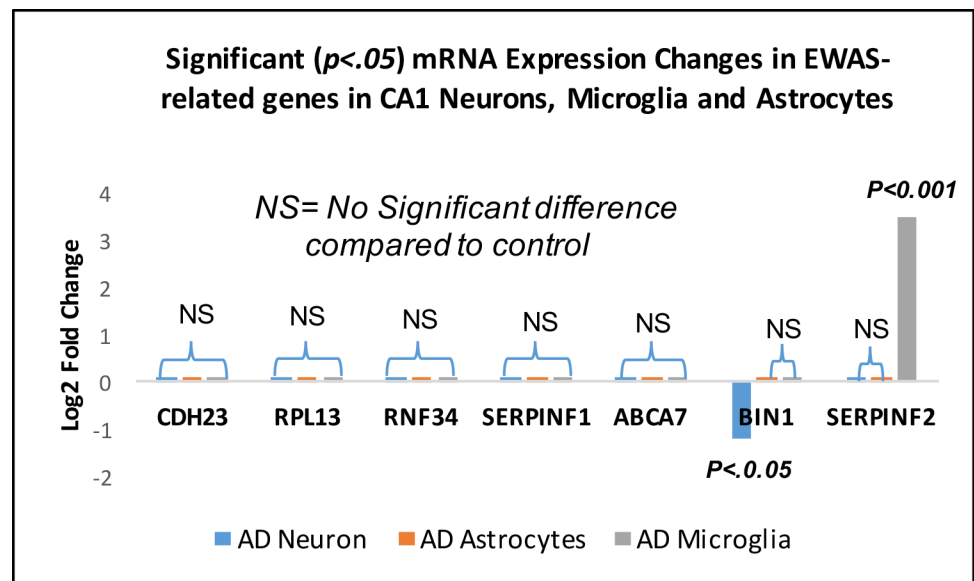 Significant (p<.05) mRNA Expression Changes in EWAS-
related genes in CA1 Neurons, Microglia and Astrocytes
P<0.001
NS= No Significant difference
compared to control
Log2 Fold Change
4
3
2
1
0
-1
-2
NS
NS
NS
NS
NS
NS
NS
CDH23
RPL13
RNF34
SERPINF1
ABCA7
BIN1
SERPINF2
P<.0.05
AD Neuron
AD Astrocytes
AD Microglia